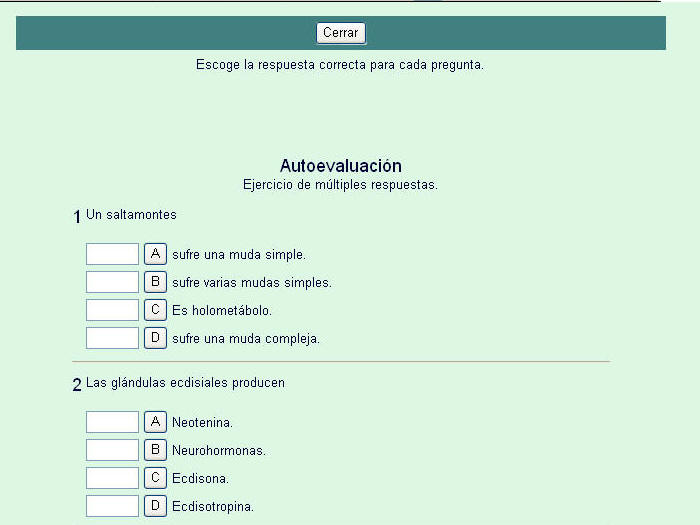 Cerrar
Escoge la respuesta correcta para cada pregunta.
Autoevaluación
Ejercicio de múltiples respuestas.
1 Un saltamontes
A sufre una muda simple.
B sufre varias mudas simples.
C Es holometábolo.
D sufre una muda compleja.
2 Las glándulas ecdisiales producen
A Neotenina.
B Neurohormonas.
C Ecdisona.
D Ecdisotropina.